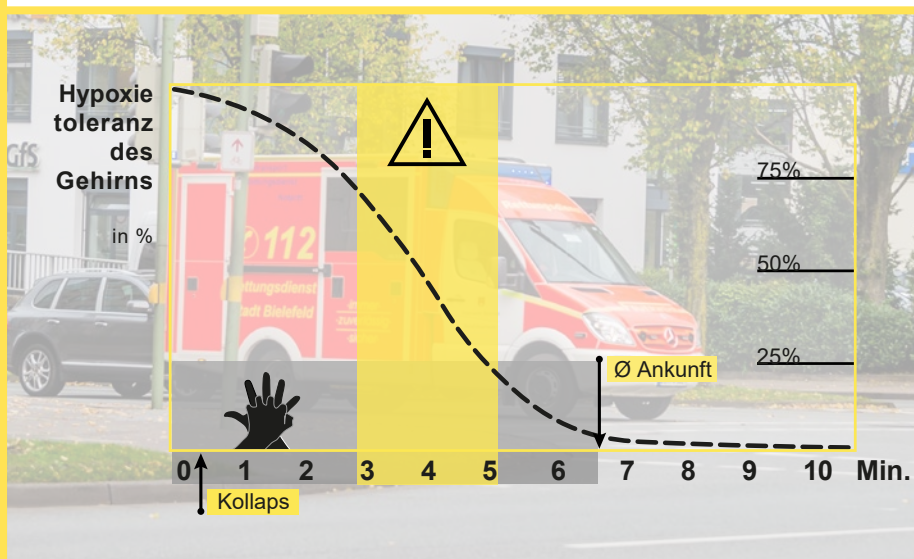 Hypoxie
toleranz
des
Gehirns
in %
GfS
75%
50%
25%
112
Rettungsdienst
Stadt Bielefeld
Ø Ankunft
0 1 2 3 4 5 6 7 8 9 10 Min.
Kollaps